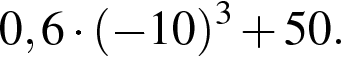 0,6 · (−10)³ + 50.